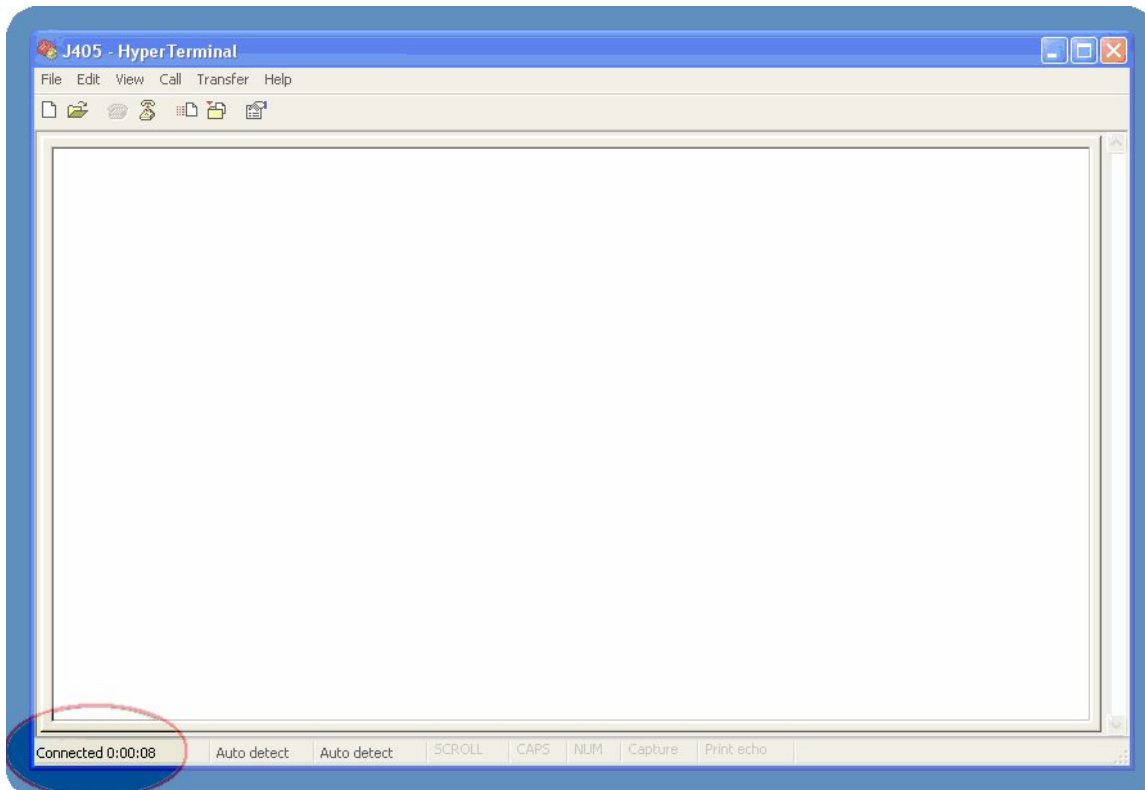 J405 - HyperTerminal
File Edit View Call Transfer Help
Connected 0:00:08 Auto detect Auto detect SCROLL CAPS NUM Capture Print echo